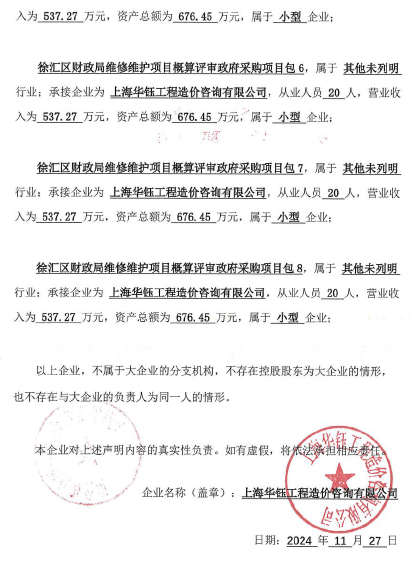 入为 537.27 万元，资产总额为 676.45 万元，属于 小型 企业；
徐汇区财政局维修维护项目概算评审政府采购项目包 6，属于 其他未列明
行业；承接企业为 上海华钰工程造价咨询有限公司，从业人员 20 人，营业收
入为 537.27 万元，资产总额为 676.45 万元，属于 小型 企业；
徐汇区财政局维修维护项目概算评审政府采购项目包 7，属于 其他未列明
行业；承接企业为 上海华钰工程造价咨询有限公司，从业人员 20 人，营业收
入为 537.27 万元，资产总额为 676.45 万元，属于 小型 企业；
徐汇区财政局维修维护项目概算评审政府采购项目包 8，属于 其他未列明
行业；承接企业为 上海华钰工程造价咨询有限公司，从业人员 20 人，营业收
入为 537.27 万元，资产总额为 676.45 万元，属于 小型 企业；
以上企业，不属于大企业的分支机构，不存在控股股东为大企业的情形，
也不存在与大企业的负责人为同一人的情形。
本企业对上述声明内容的真实性负责。如有虚假，将依法承担相应责任。
企业名称（盖章）：上海华钰工程造价咨询有限公司
上海华钰工程造价咨询有限公司
日期：2024 年 11 月 27 日